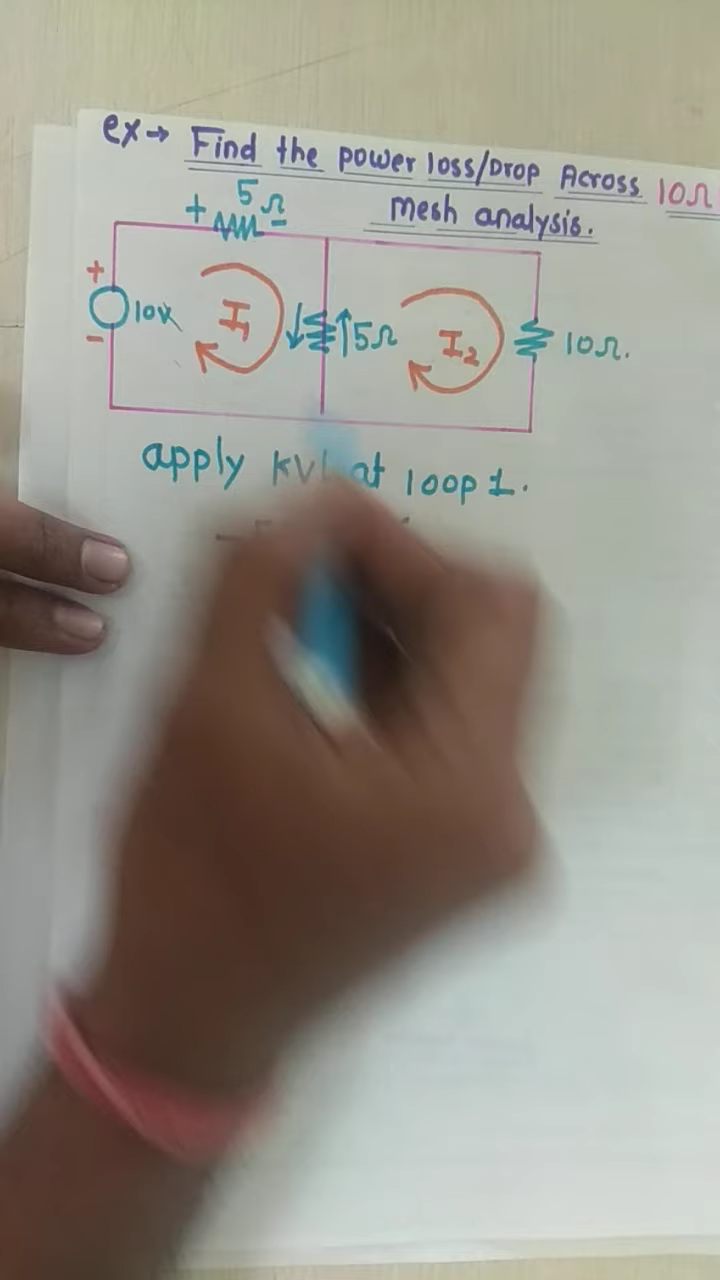 ex→ Find the power loss/Drop Across 10Ω
mesh analysis.
+ 5Ω
+
10V
-
I1
5Ω
I2
10Ω.
apply KVL at loop 1.